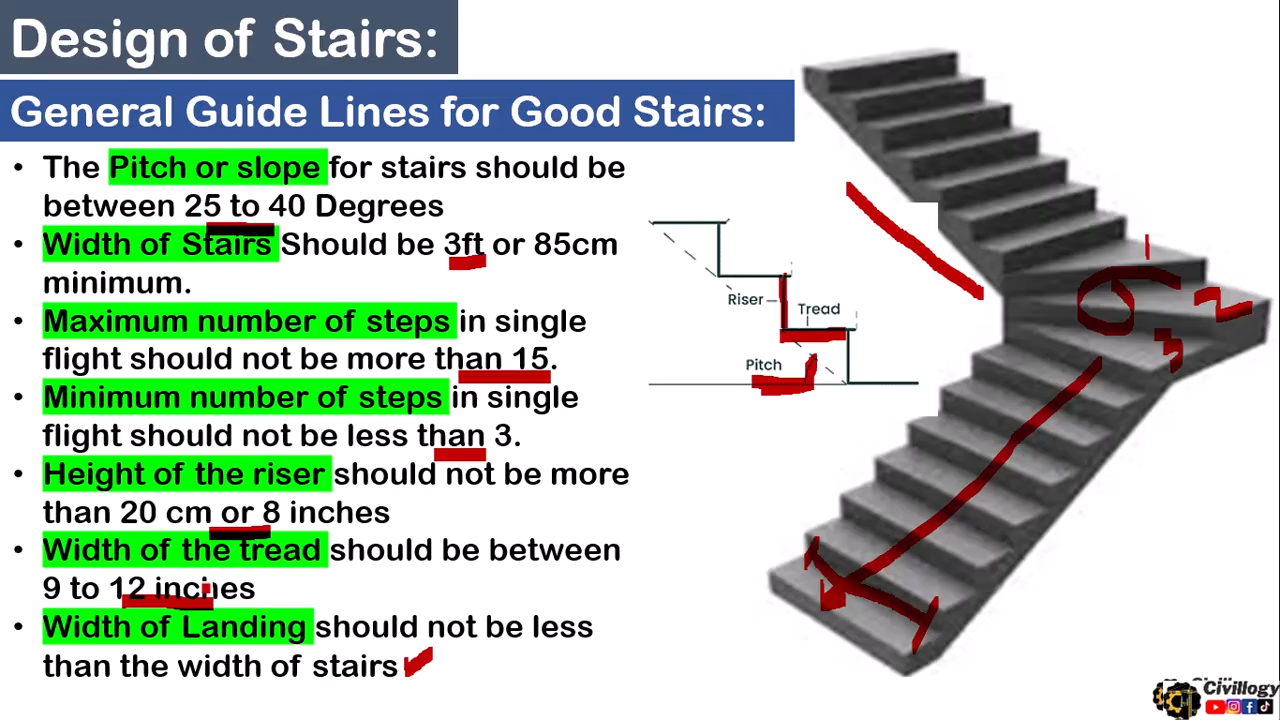 Design of Stairs:
General Guide Lines for Good Stairs:
• The Pitch or slope for stairs should be
between 25 to 40 Degrees
• Width of Stairs Should be 3ft or 85cm
minimum.
• Maximum number of steps in single
flight should not be more than 15.
• Minimum number of steps in single
flight should not be less than 3.
• Height of the riser should not be more
than 20 cm or 8 inches
• Width of the tread should be between
9 to 12 inches
• Width of Landing should not be less
than the width of stairs
Riser
Tread
Pitch
Civillogy